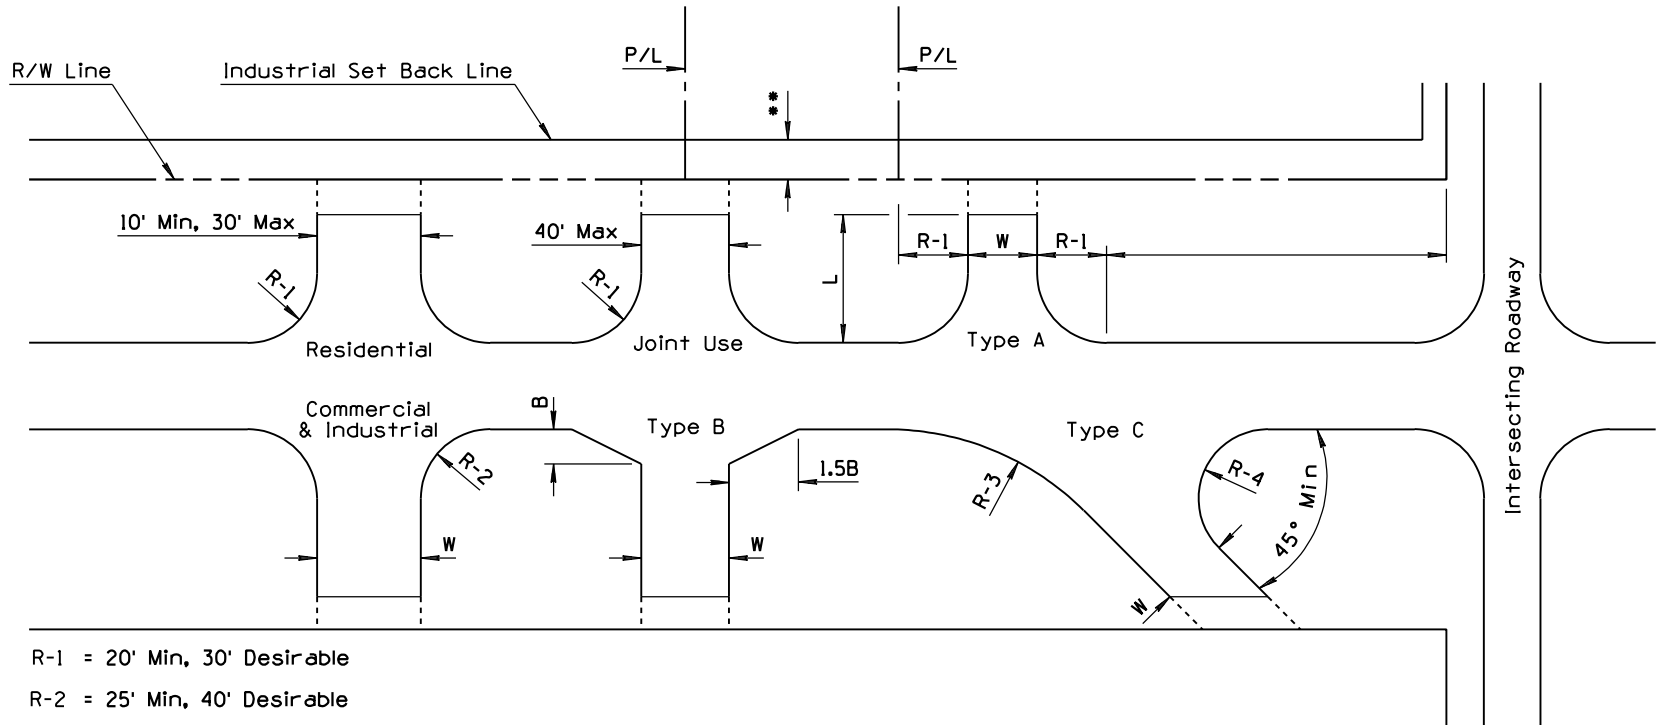 P/L
P/L
R/W Line
Industrial Set Back Line
**
10' Min, 30' Max
40' Max
R-1
W
R-1
L
R-1
R-1
Residential
Joint Use
Type A
Intersecting Roadway
Commercial
& Industrial
B
Type B
Type C
R-2
1.5B
R-3
R-4
45° Min
W
W
W
R-1 = 20' Min, 30' Desirable
R-2 = 25' Min, 40' Desirable